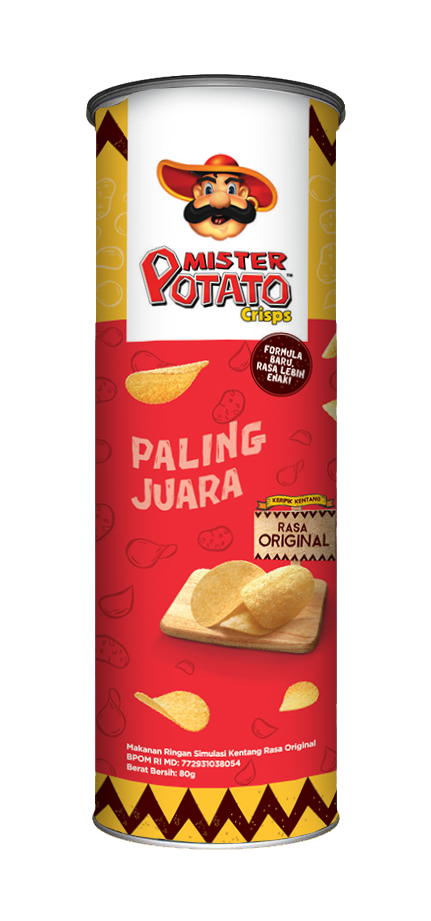 MISTER
POTATO™
Crisps
FORMULA
BARU,
RASA LEBIH
ENAK!
PALING
JUARA
KERIPIK KENTANG
RASA
ORIGINAL
Makanan Ringan Simulasi Kentang Rasa Original
BPOM RI MD: 772931038054
Berat Bersih: 80g